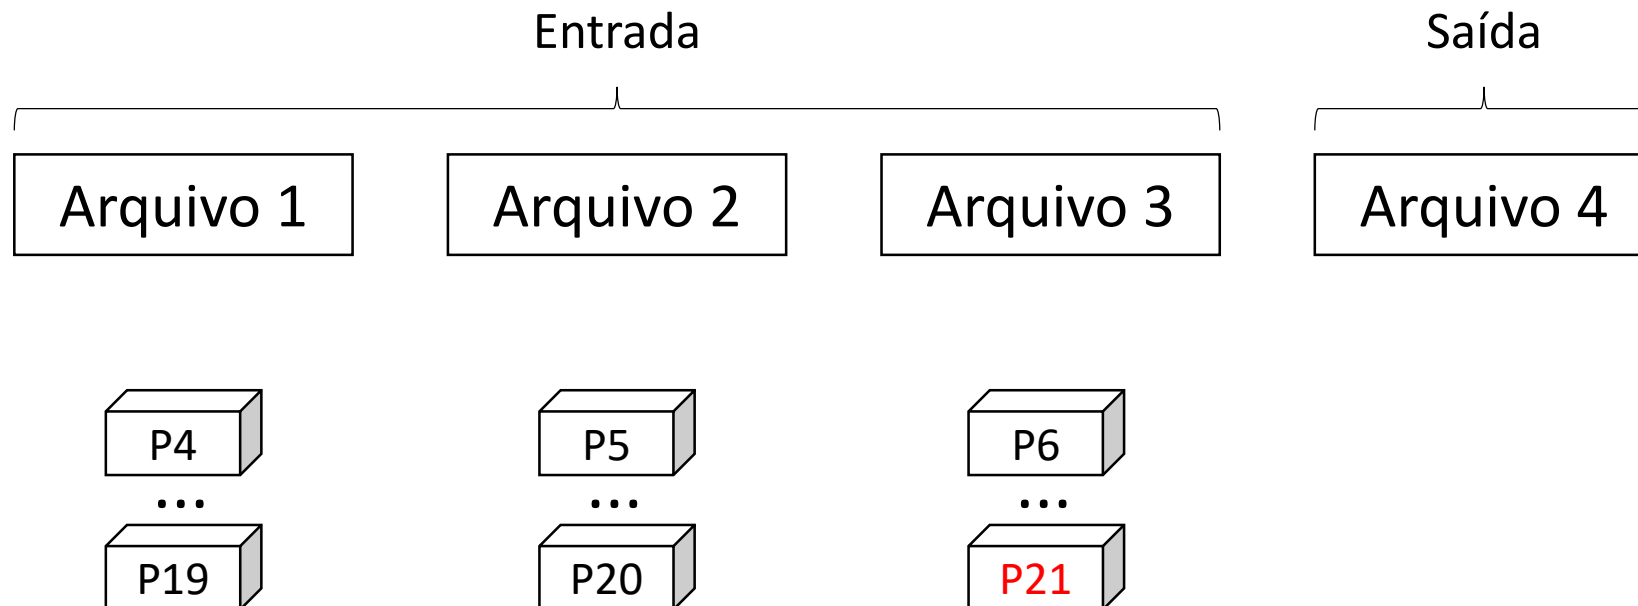 Entrada Saída
Arquivo 1 Arquivo 2 Arquivo 3 Arquivo 4
P4 P5 P6
... ... ...
P19 P20 P21